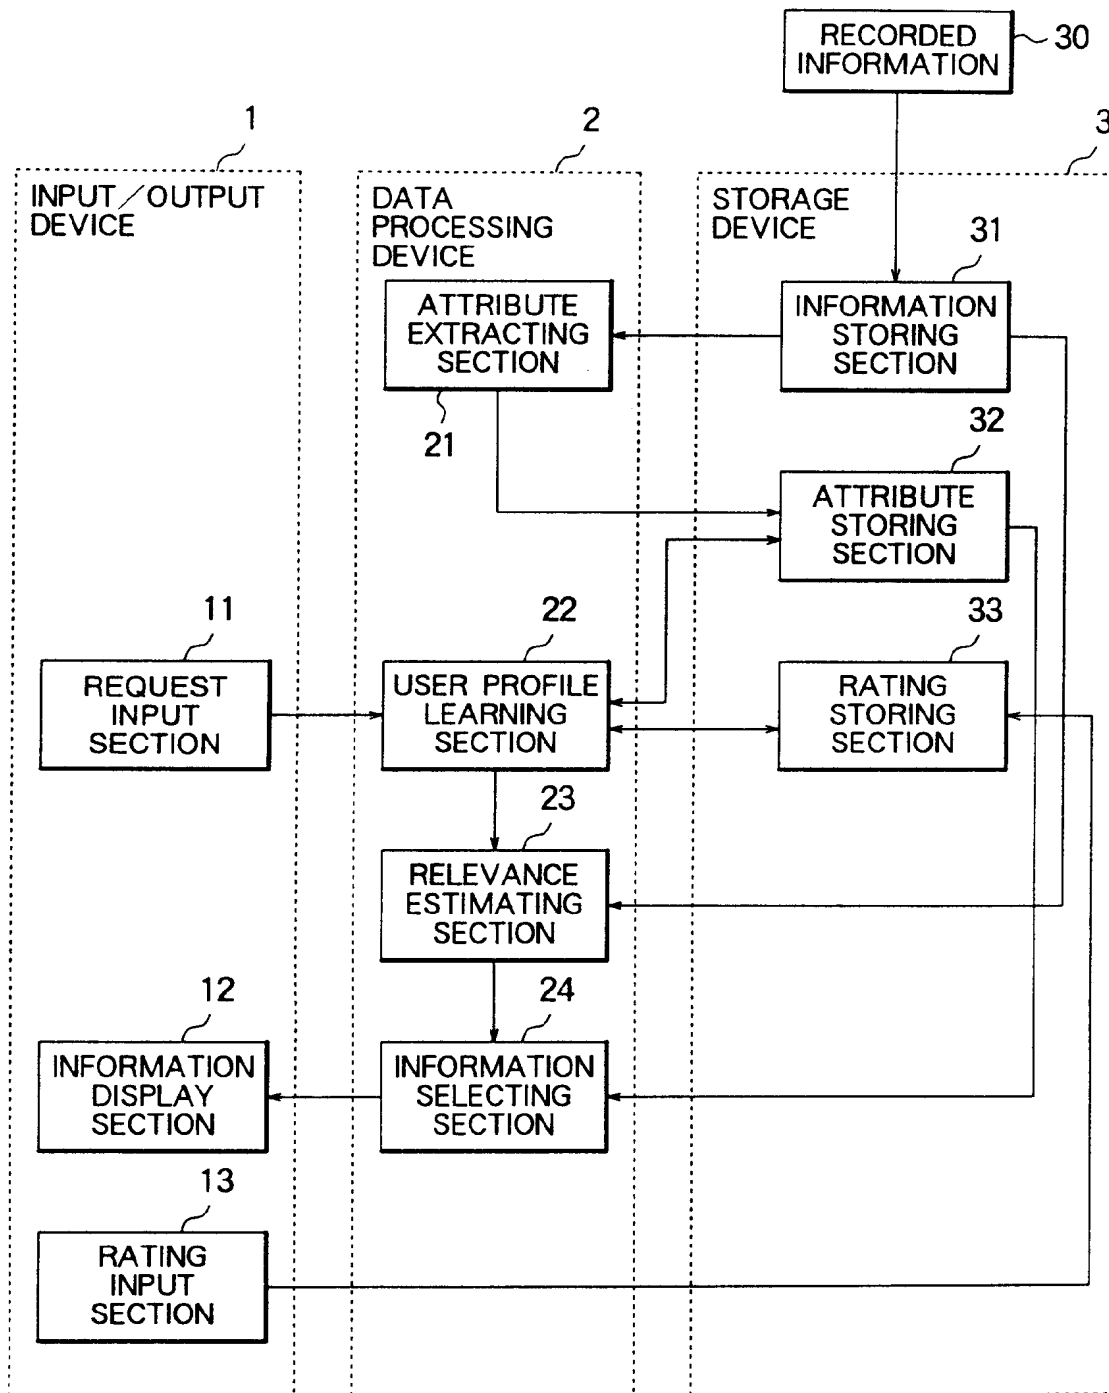 RECORDED
INFORMATION
30
1
2
3
INPUT／OUTPUT
DEVICE
DATA
PROCESSING
DEVICE
STORAGE
DEVICE
31
ATTRIBUTE
EXTRACTING
SECTION
21
INFORMATION
STORING
SECTION
32
ATTRIBUTE
STORING
SECTION
11
22
33
REQUEST
INPUT
SECTION
USER PROFILE
LEARNING
SECTION
RATING
STORING
SECTION
23
RELEVANCE
ESTIMATING
SECTION
12
24
INFORMATION
DISPLAY
SECTION
INFORMATION
SELECTING
SECTION
13
RATING
INPUT
SECTION